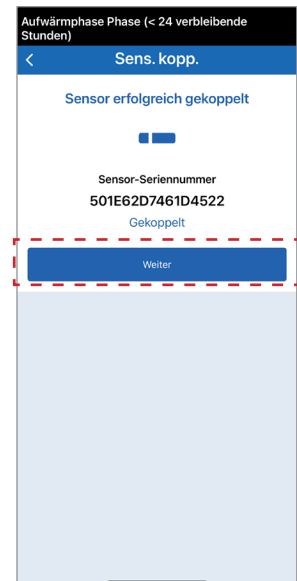 Aufwärmphase Phase (< 24 verbleibende
Stunden)
Sens. kopp.
Sensor erfolgreich gekoppelt
Sensor-Seriennummer
501E62D7461D4522
Gekoppelt
Weiter